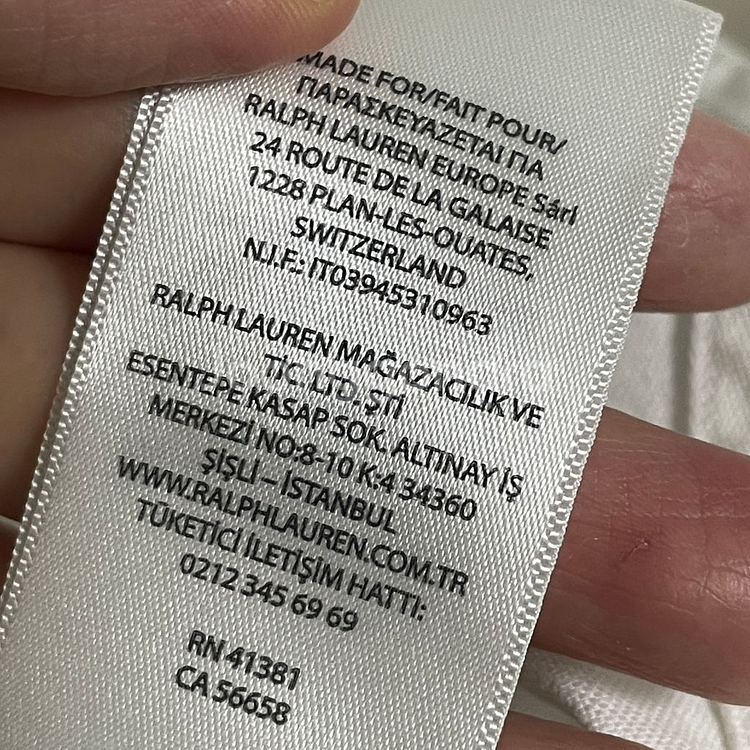 MADE FOR/FAIT POUR/
ΠΑΡΑΣΚΕΥΑΖΕΤΑΙ ΓΙΑ
RALPH LAUREN EUROPE Sárl
24 ROUTE DE LA GALAISE
1228 PLAN-LES-OUATES,
SWITZERLAND
N.I.F.: IT03945310963
RALPH LAUREN MAĞAZACILIK VE
TİC. LTD. ŞTİ
ESENTEPE KASAP SOK. ALTINAY İŞ
MERKEZİ NO:8-10 K:4 34360
ŞİŞLİ – İSTANBUL
WWW.RALPHLAUREN.COM.TR
TÜKETİCİ İLETİŞİM HATTI:
0212 345 69 69
RN 41381
CA 56658